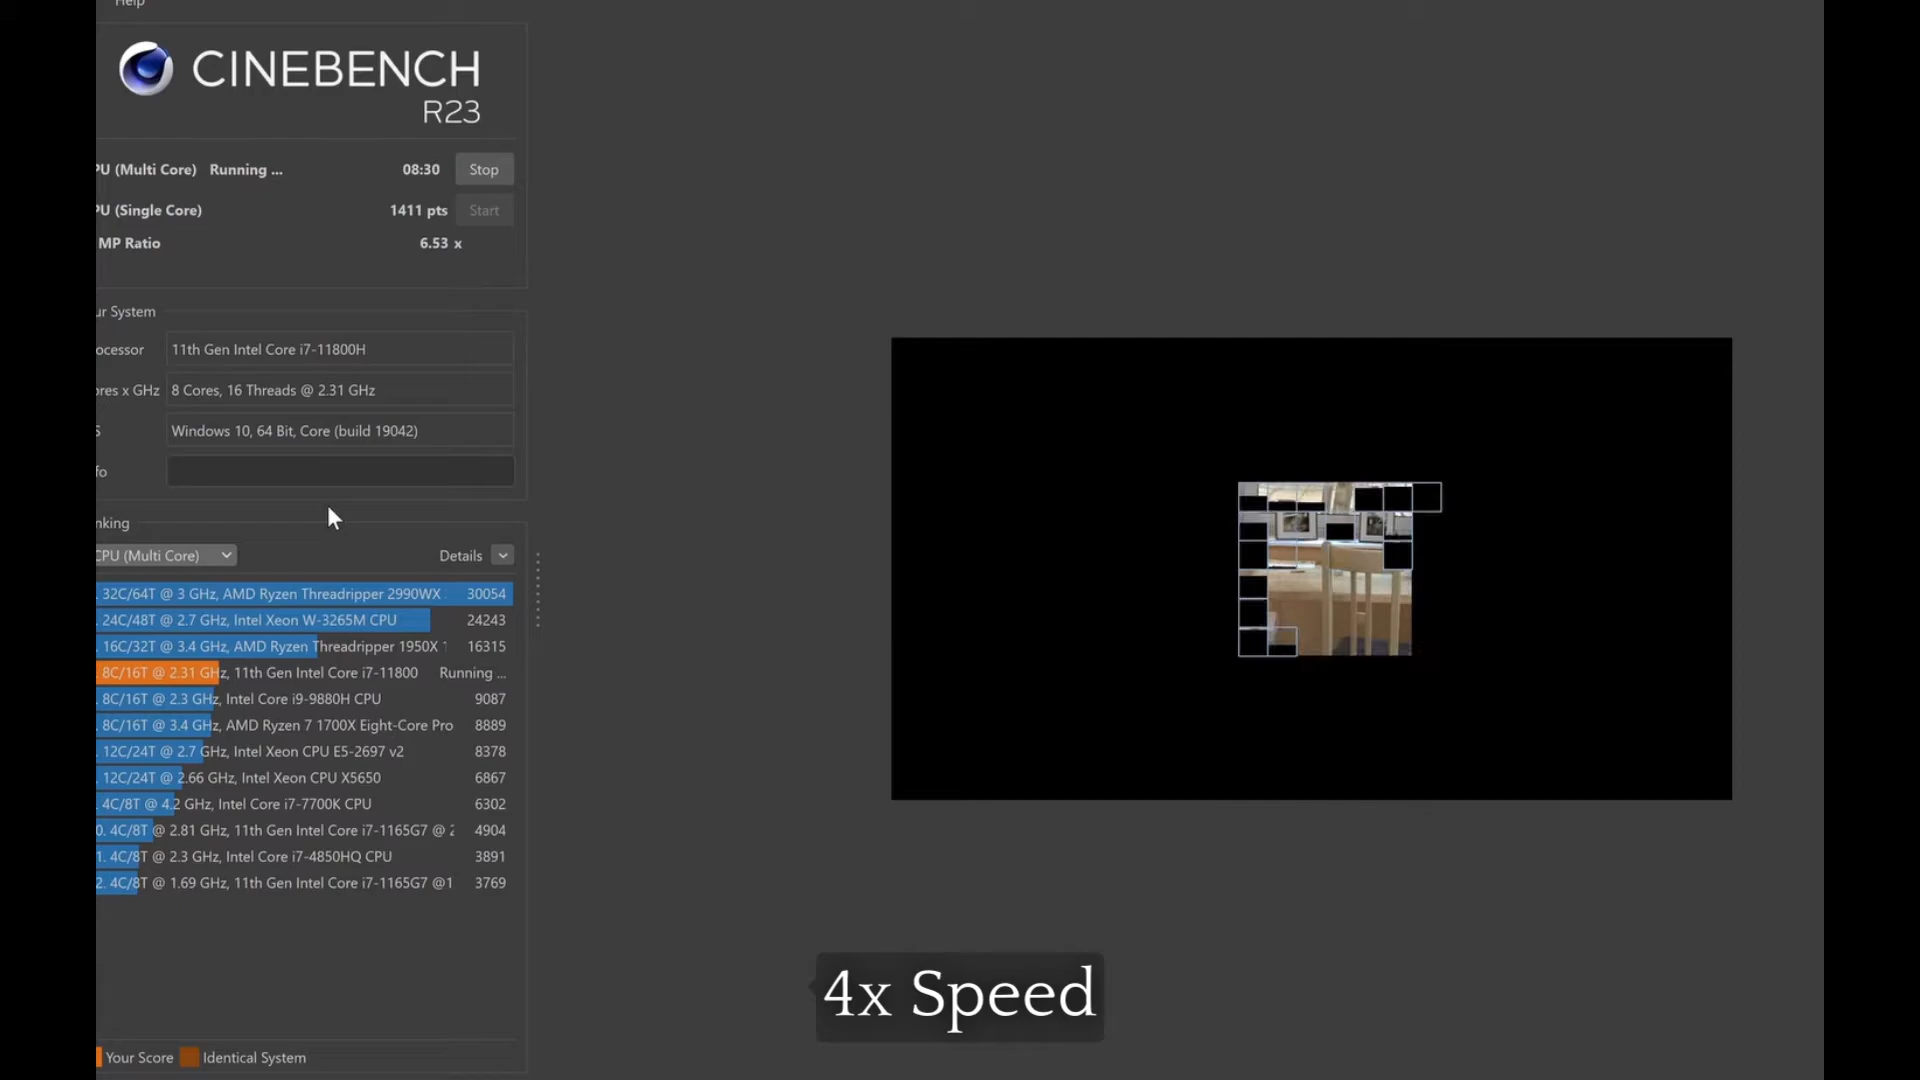 Help
CINEBENCH
R23
PU (Multi Core) Running ... 08:30 Stop
PU (Single Core) 1411 pts Start
MP Ratio 6.53 x
ur System
ocessor 11th Gen Intel Core i7-11800H
ores x GHz 8 Cores, 16 Threads @ 2.31 GHz
S Windows 10, 64 Bit, Core (build 19042)
fo
nking
CPU (Multi Core) Details
. 32C/64T @ 3 GHz, AMD Ryzen Threadripper 2990WX 30054
. 24C/48T @ 2.7 GHz, Intel Xeon W-3265M CPU 24243
. 16C/32T @ 3.4 GHz, AMD Ryzen Threadripper 1950X 16315
. 8C/16T @ 2.31 GHz, 11th Gen Intel Core i7-11800 Running ...
. 8C/16T @ 2.3 GHz, Intel Core i9-9880H CPU 9087
. 8C/16T @ 3.4 GHz, AMD Ryzen 7 1700X Eight-Core Pro 8889
. 12C/24T @ 2.7 GHz, Intel Xeon CPU E5-2697 v2 8378
. 12C/24T @ 2.66 GHz, Intel Xeon CPU X5650 6867
. 4C/8T @ 4.2 GHz, Intel Core i7-7700K CPU 6302
0. 4C/8T @ 2.81 GHz, 11th Gen Intel Core i7-1165G7 @ 2 4904
1. 4C/8T @ 2.3 GHz, Intel Core i7-4850HQ CPU 3891
2. 4C/8T @ 1.69 GHz, 11th Gen Intel Core i7-1165G7 @1 3769
4x Speed
Your Score Identical System